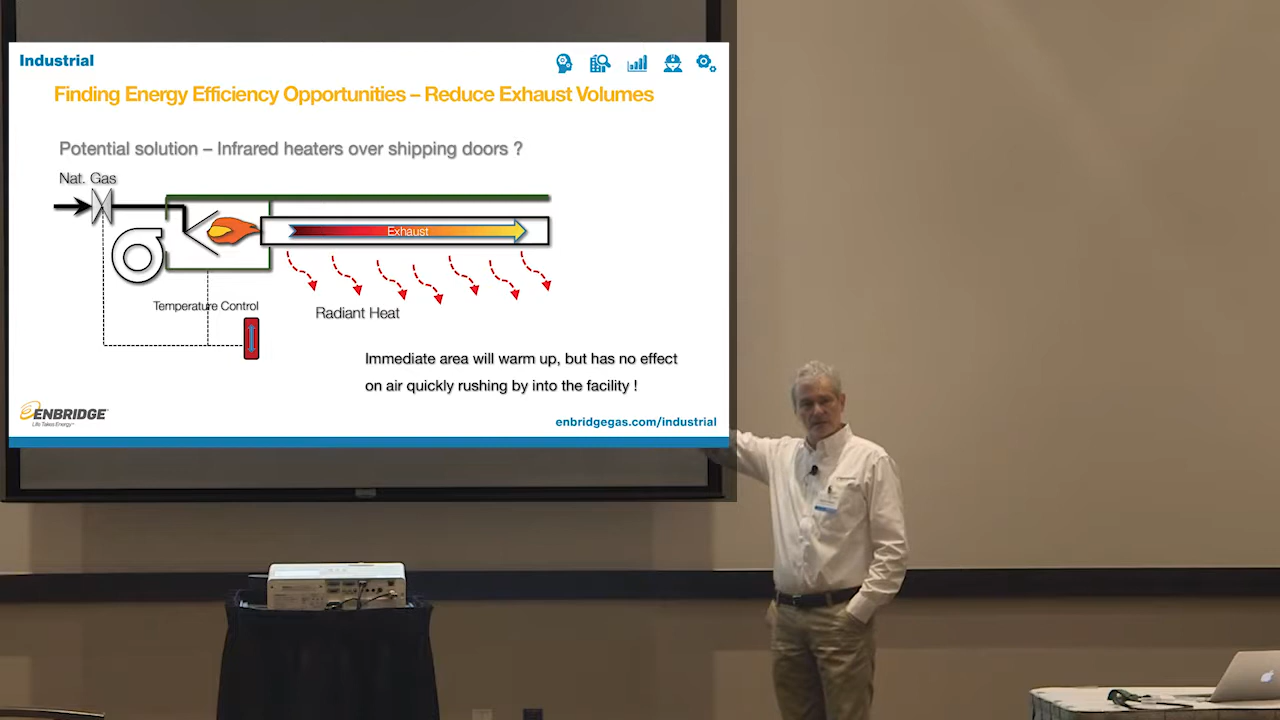 Industrial
Finding Energy Efficiency Opportunities – Reduce Exhaust Volumes
Potential solution – Infrared heaters over shipping doors ?
Nat. Gas
Exhaust
Temperature Control
Radiant Heat
Immediate area will warm up, but has no effect
on air quickly rushing by into the facility !
ENBRIDGE
Life Takes Energy™
enbridgegas.com/industrial